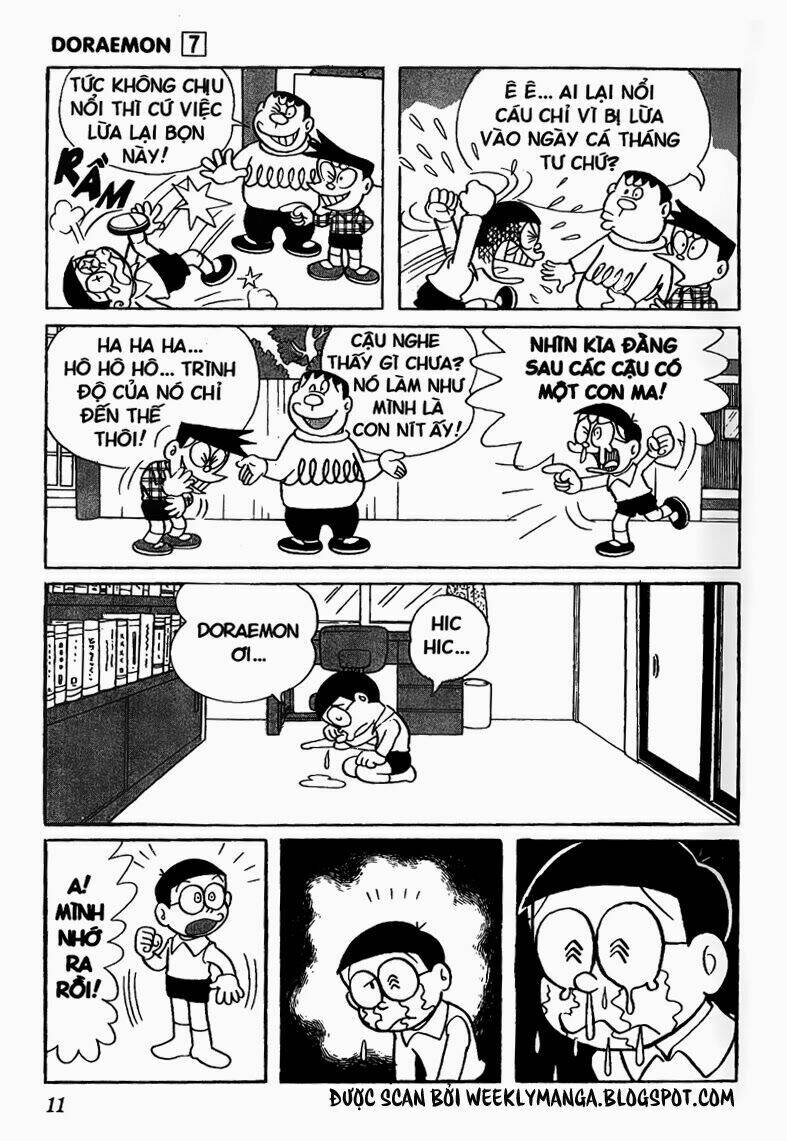 DORAEMON 7
Ê Ê... AI LẠI NỔI
CÁU CHỈ VÌ BỊ LỪA
VÀO NGÀY CÁ THÁNG
TƯ CHỨ?
TỨC KHÔNG CHỊU
NỔI THÌ CỨ VIỆC
LỪA LẠI BỌN
NÀY!
RẦM
NHÌN KÌA ĐẰNG
SAU CÁC CẬU CÓ
MỘT CON MA!
CẬU NGHE
THẤY GÌ CHƯA?
NÓ LÀM NHƯ
MÌNH LÀ
CON NÍT ẤY!
HA HA HA...
HÔ HÔ HÔ... TRÌNH
ĐỘ CỦA NÓ CHỈ
ĐẾN THẾ
THÔI!
HIC
HIC...
DORAEMON
ƠI...
A!
MÌNH
NHỚ
RA
RỒI!
11
ĐƯỢC SCAN BỞI WEEKLYMANGA.BLOGSPOT.COM